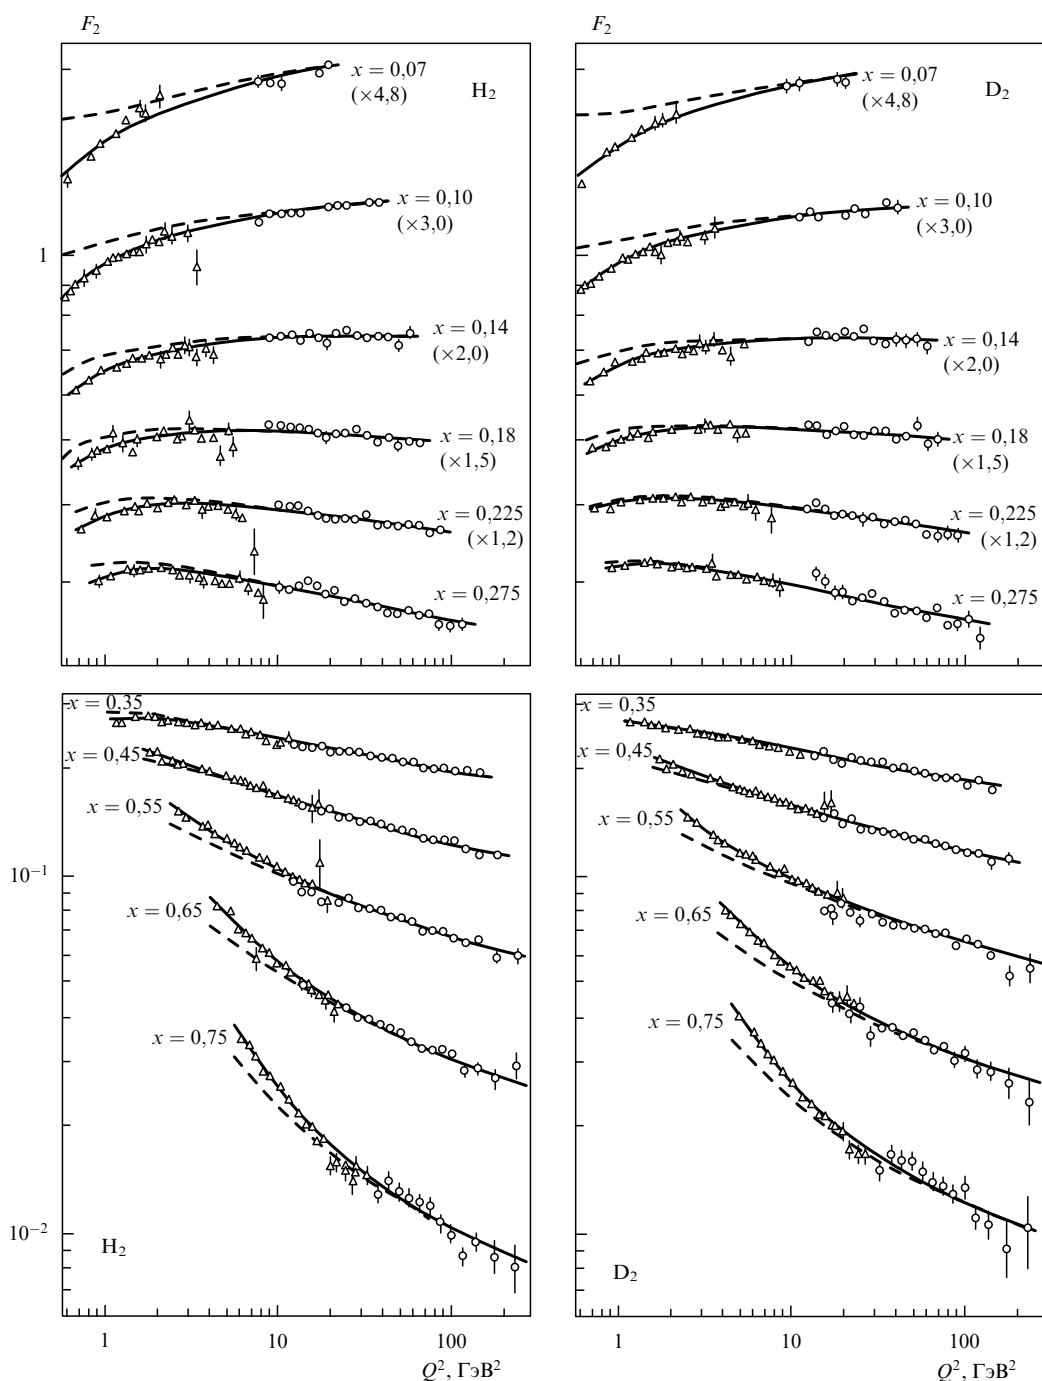 F₂
x = 0,07
(×4,8)
H₂
x = 0,10
(×3,0)
1
x = 0,14
(×2,0)
x = 0,18
(×1,5)
x = 0,225
(×1,2)
x = 0,275
F₂
x = 0,07
(×4,8)
D₂
x = 0,10
(×3,0)
x = 0,14
(×2,0)
x = 0,18
(×1,5)
x = 0,225
(×1,2)
x = 0,275
x = 0,35
x = 0,45
x = 0,55
10⁻¹
x = 0,65
x = 0,75
10⁻²
H₂
1
10
100
Q², ГэВ²
x = 0,35
x = 0,45
x = 0,55
x = 0,65
x = 0,75
D₂
1
10
100
Q², ГэВ²